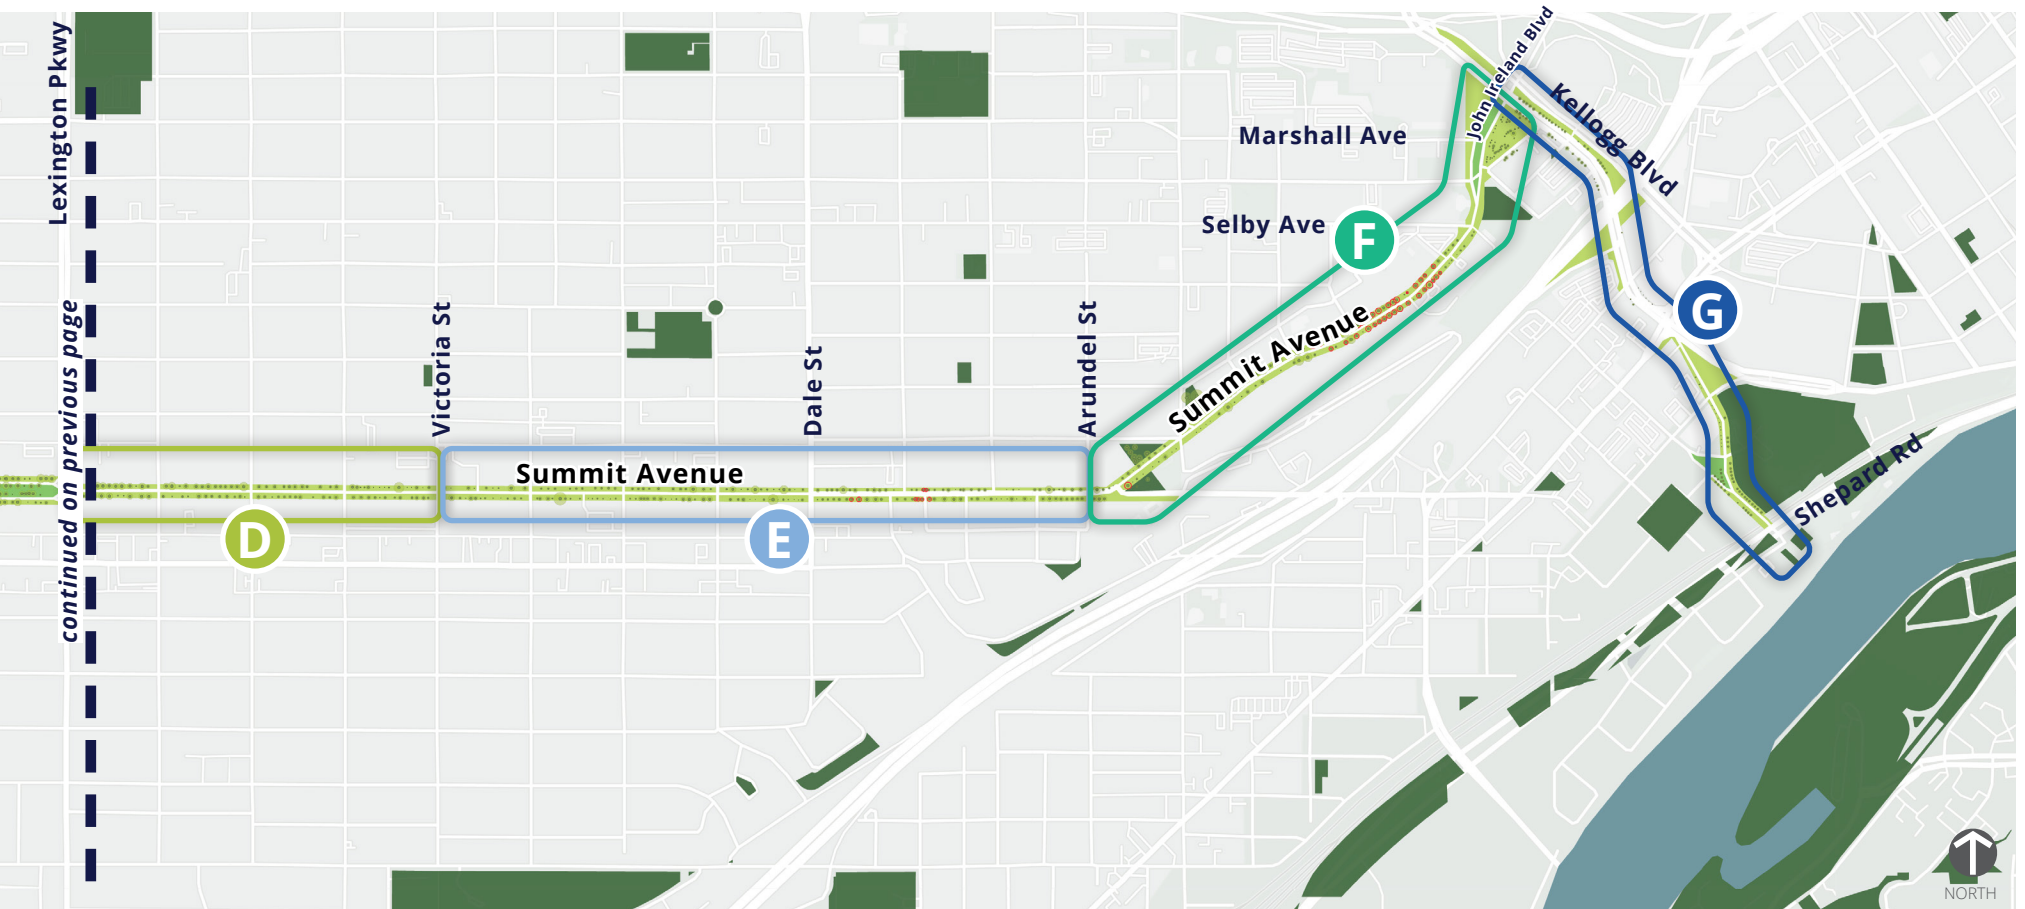 Lexington Pkwy
continued on previous page
Victoria St
Dale St
Arundel St
Marshall Ave
Selby Ave
John Ireland Blvd
Kellogg Blvd
Shepard Rd
Summit Avenue
Summit Avenue
D
E
F
G
NORTH